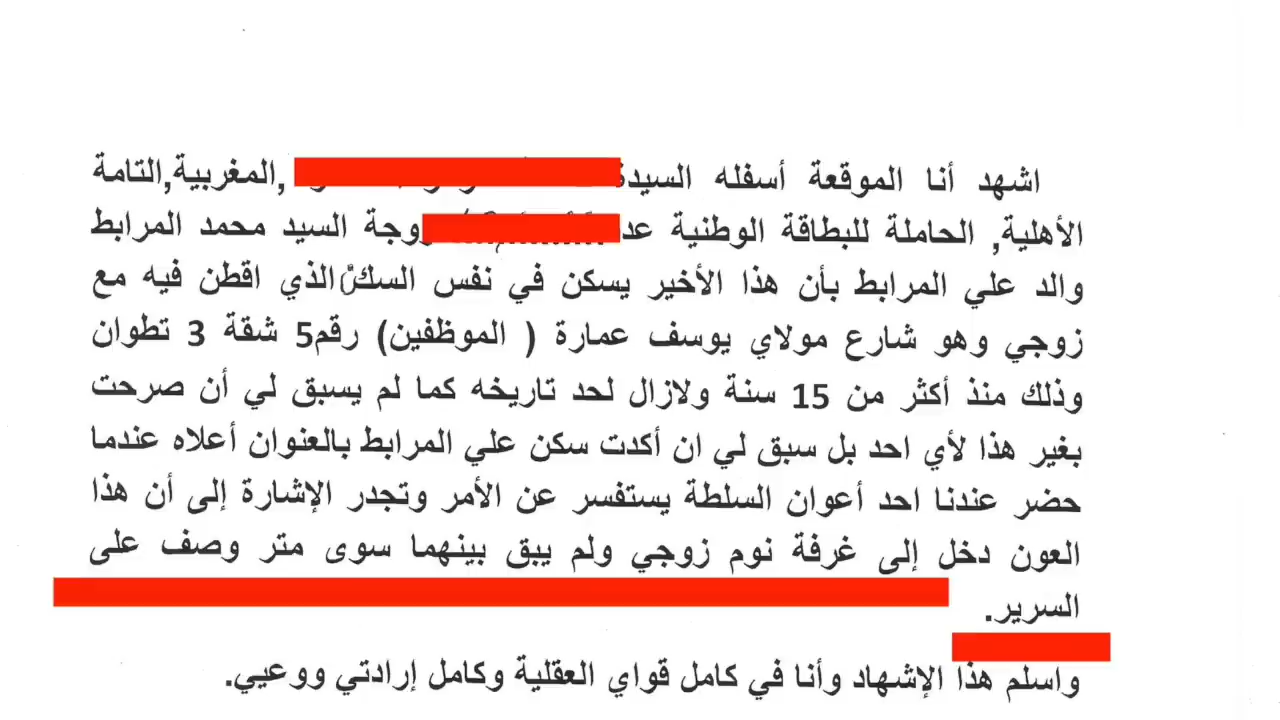 اشهد أنا الموقعة أسفله السيدة ,المغربية,التامة
الأهلية, الحاملة للبطاقة الوطنية عدد زوجة السيد محمد المرابط
والد علي المرابط بأن هذا الأخير يسكن في نفس السكن الذي اقطن فيه مع
زوجي وهو شارع مولاي يوسف عمارة ( الموظفين) رقم5 شقة 3 تطوان
وذلك منذ أكثر من 15 سنة ولازال لحد تاريخه كما لم يسبق لي أن صرحت
بغير هذا لأي احد بل سبق لي ان أكدت سكن علي المرابط بالعنوان أعلاه عندما
حضر عندنا احد أعوان السلطة يستفسر عن الأمر وتجدر الإشارة إلى أن هذا
العون دخل إلى غرفة نوم زوجي ولم يبق بينهما سوى متر وصف على
السرير.
واسلم هذا الإشهاد وأنا في كامل قواي العقلية وكامل إرادتي ووعيي.